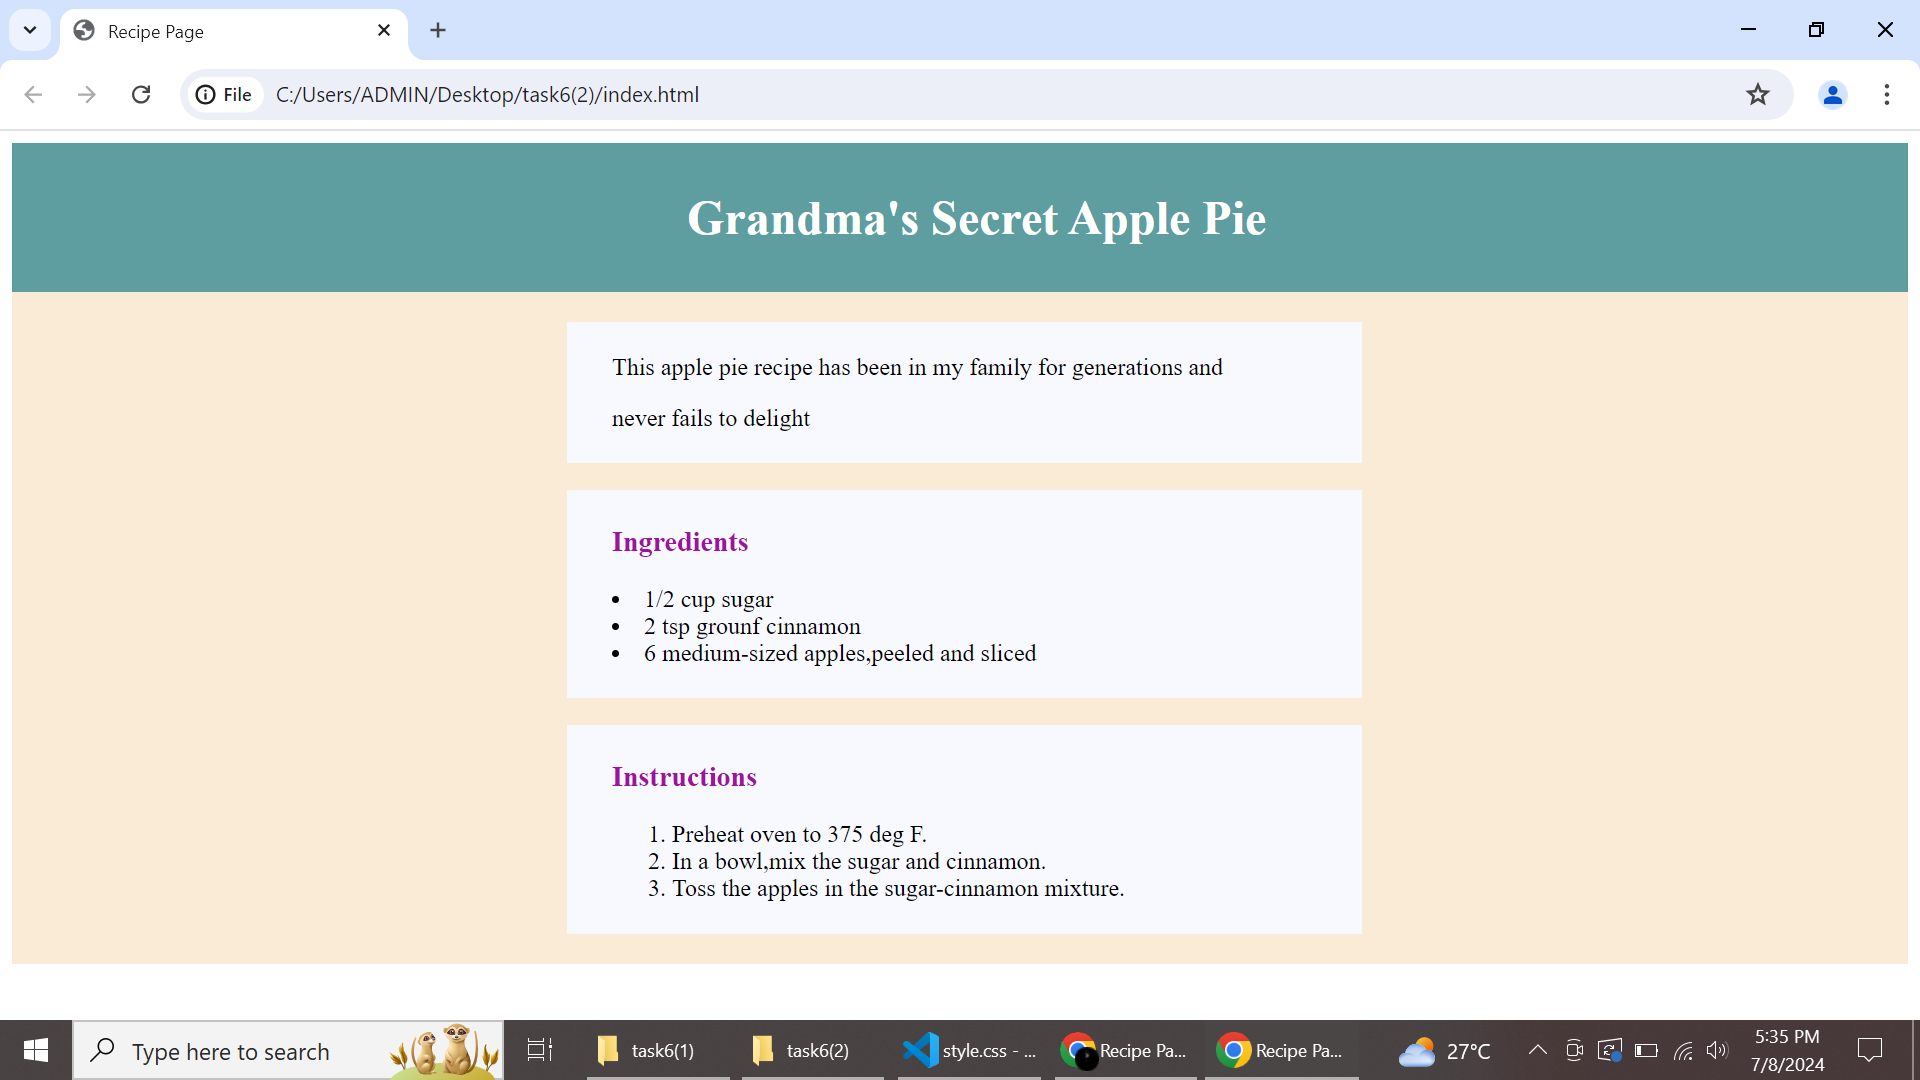 Recipe Page
File C:/Users/ADMIN/Desktop/task6(2)/index.html
Grandma's Secret Apple Pie
This apple pie recipe has been in my family for generations and
never fails to delight
Ingredients
• 1/2 cup sugar
• 2 tsp grounf cinnamon
• 6 medium-sized apples,peeled and sliced
Instructions
1. Preheat oven to 375 deg F.
2. In a bowl,mix the sugar and cinnamon.
3. Toss the apples in the sugar-cinnamon mixture.
Type here to search
task6(1)
task6(2)
style.css - ...
Recipe Pa...
Recipe Pa...
27°C
5:35 PM
7/8/2024